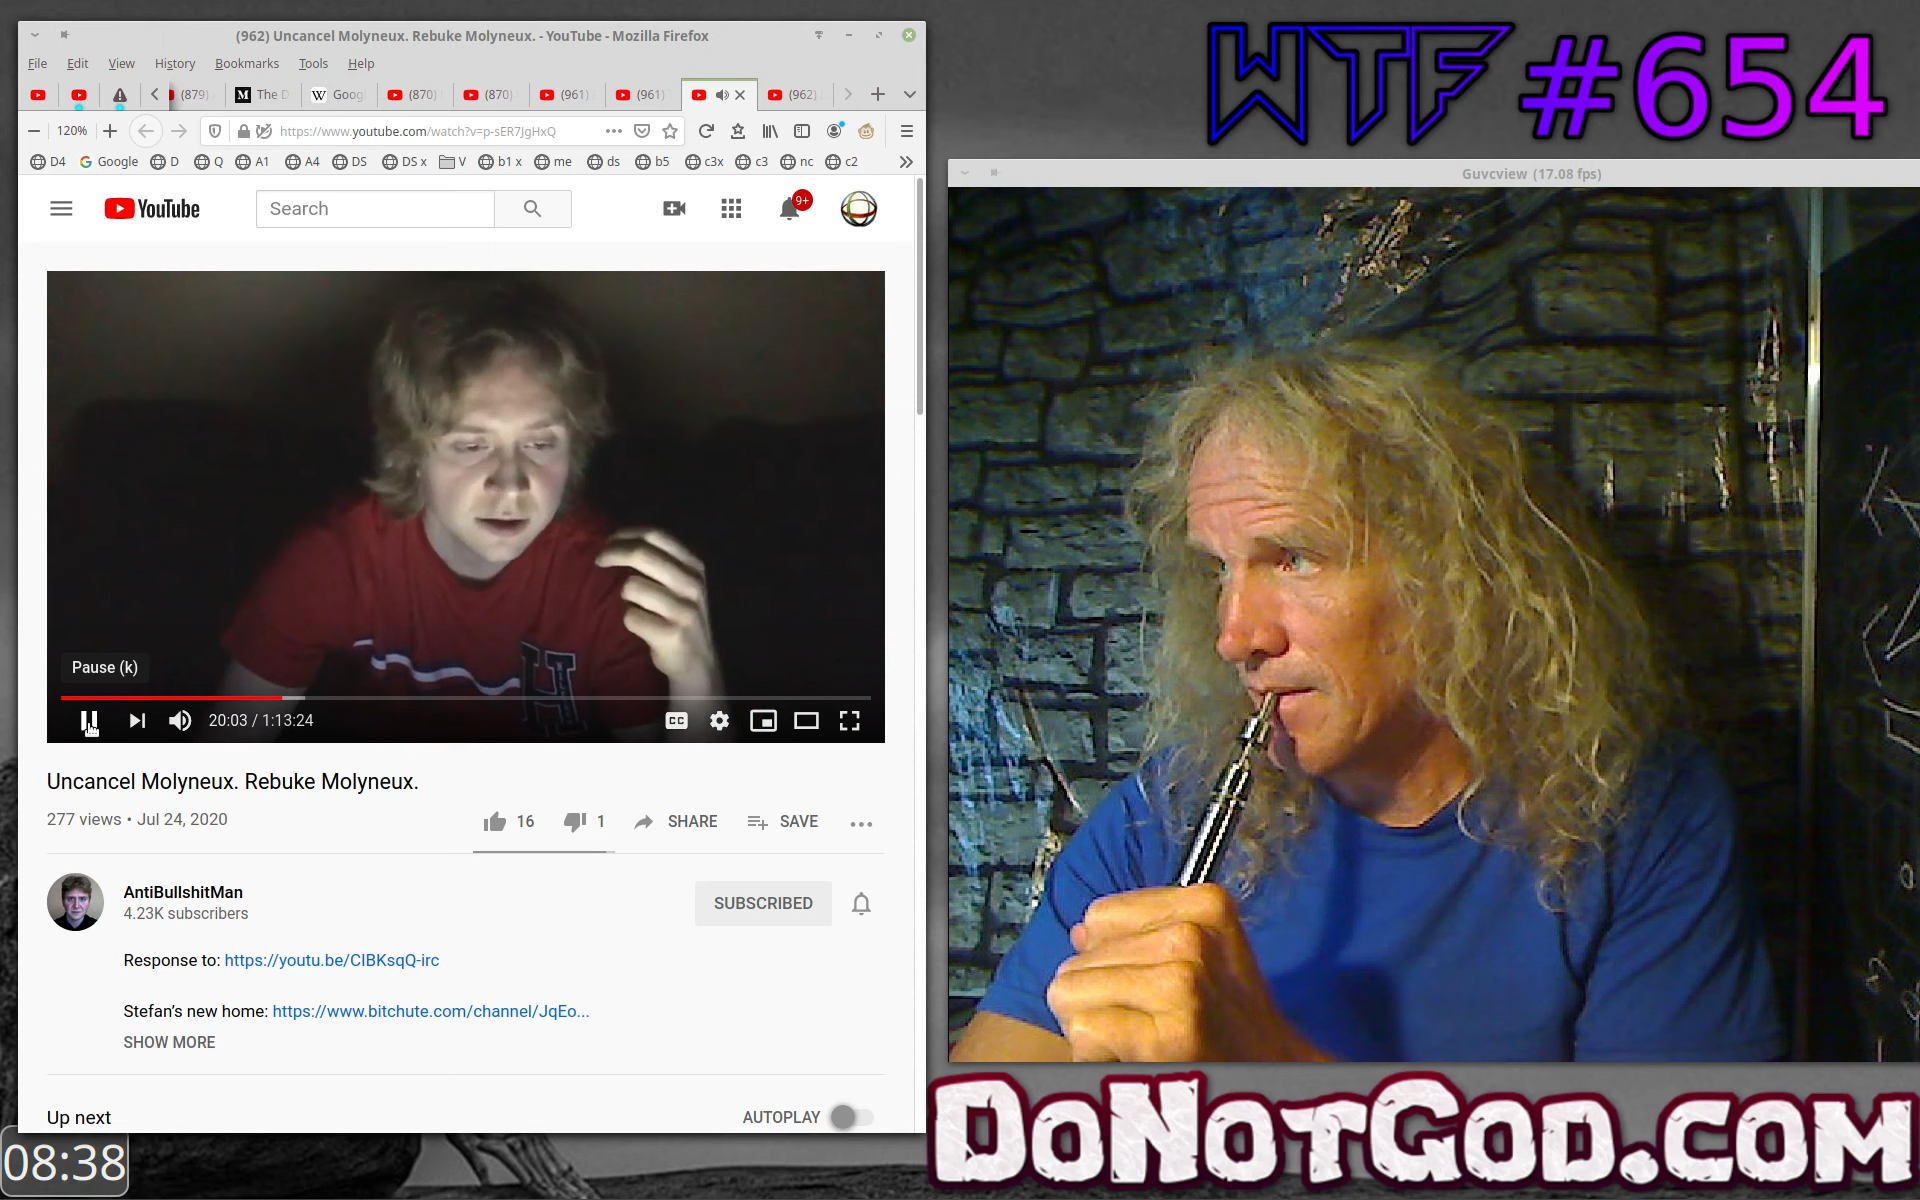 (962) Uncancel Molyneux. Rebuke Molyneux. - YouTube - Mozilla Firefox
File Edit View History Bookmarks Tools Help
(879) M The D W Goog (870) (870) (961) (961) (962)
120% https://www.youtube.com/watch?v=p-sER7JgHxQ
D4 Google D Q A1 A4 DS DS x V b1 x me ds b5 c3x c3 nc c2
YouTube
Search
9+
H
Pause (k)
20:03 / 1:13:24
CC
Uncancel Molyneux. Rebuke Molyneux.
277 views • Jul 24, 2020
16 1 SHARE SAVE
AntiBullshitMan
4.23K subscribers
SUBSCRIBED
Response to: https://youtu.be/CIBKsqQ-irc
Stefan's new home: https://www.bitchute.com/channel/JqEo...
SHOW MORE
Up next
AUTOPLAY
08:38
WTF #654
Guvcview (17.08 fps)
DoNotGod.com